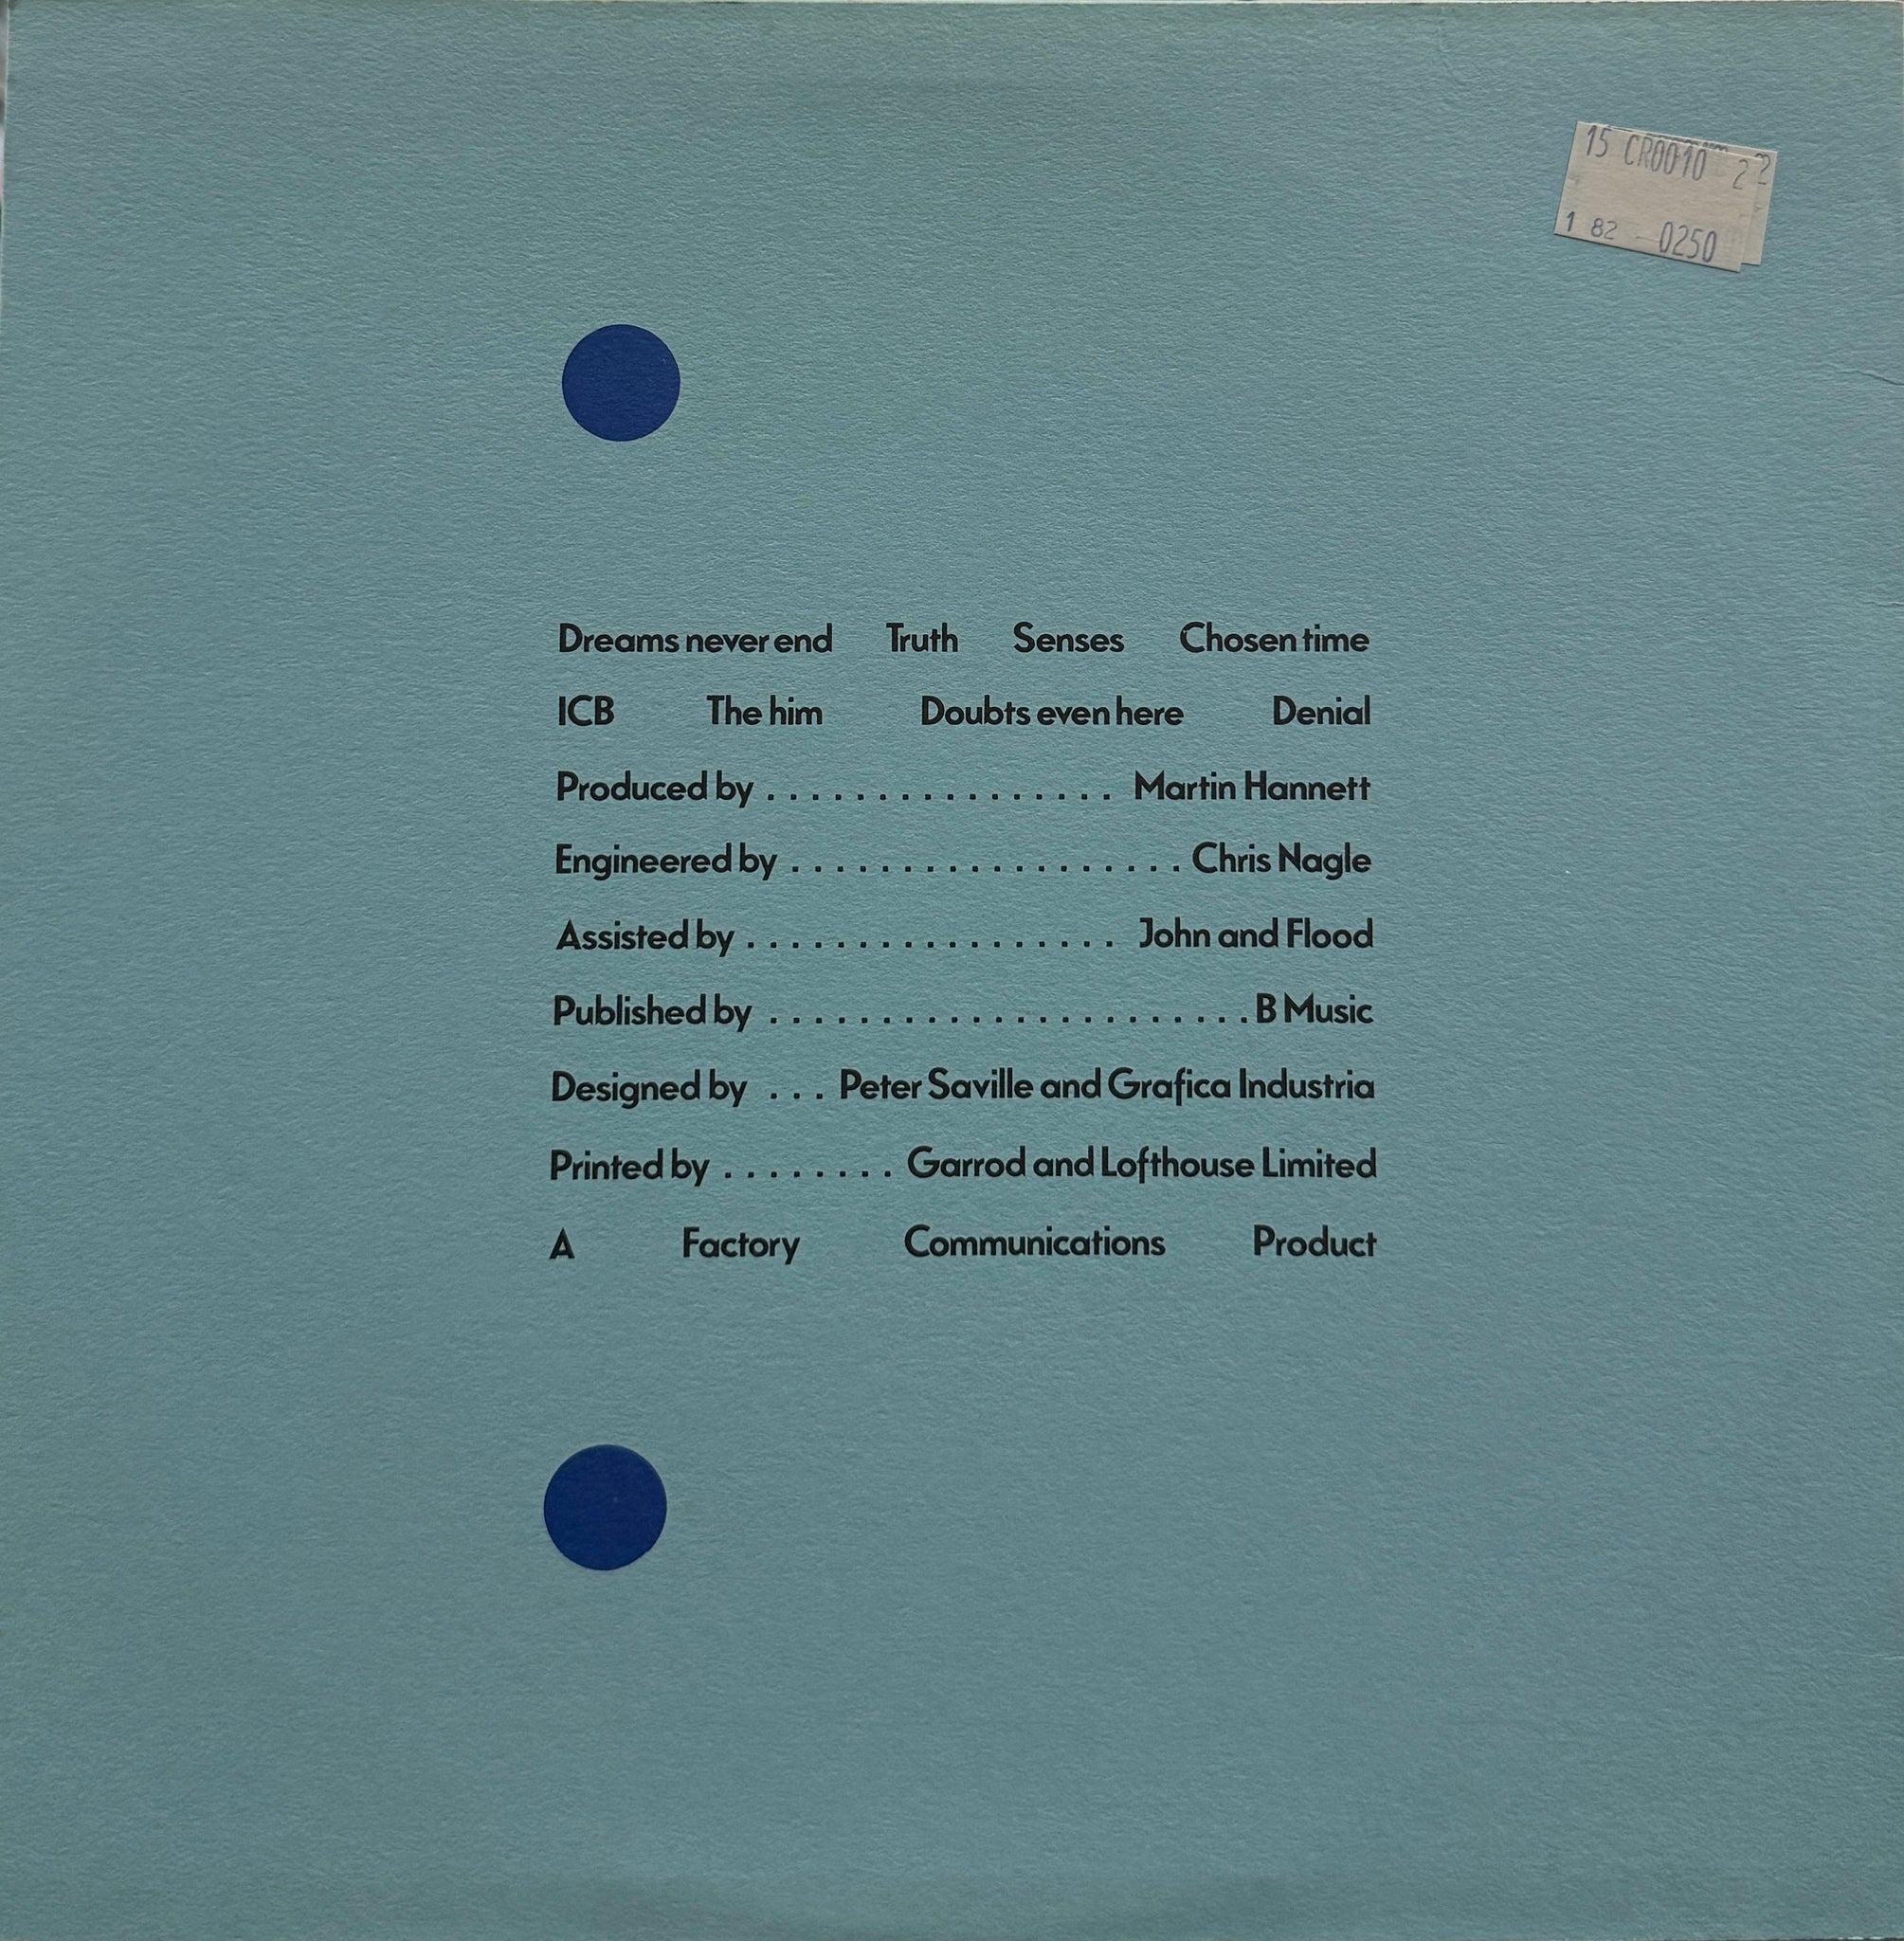 15 CR0010 2
1 82 0250
Dreams never end Truth Senses Chosen time
ICB The him Doubts even here Denial
Produced by . . . . . . . . . . . . . . . . Martin Hannett
Engineered by . . . . . . . . . . . . . . . . . . Chris Nagle
Assisted by . . . . . . . . . . . . . . . . . John and Flood
Published by . . . . . . . . . . . . . . . . . . . . . . B Music
Designed by . . . Peter Saville and Grafica Industria
Printed by . . . . . . . . Garrod and Lofthouse Limited
A Factory Communications Product